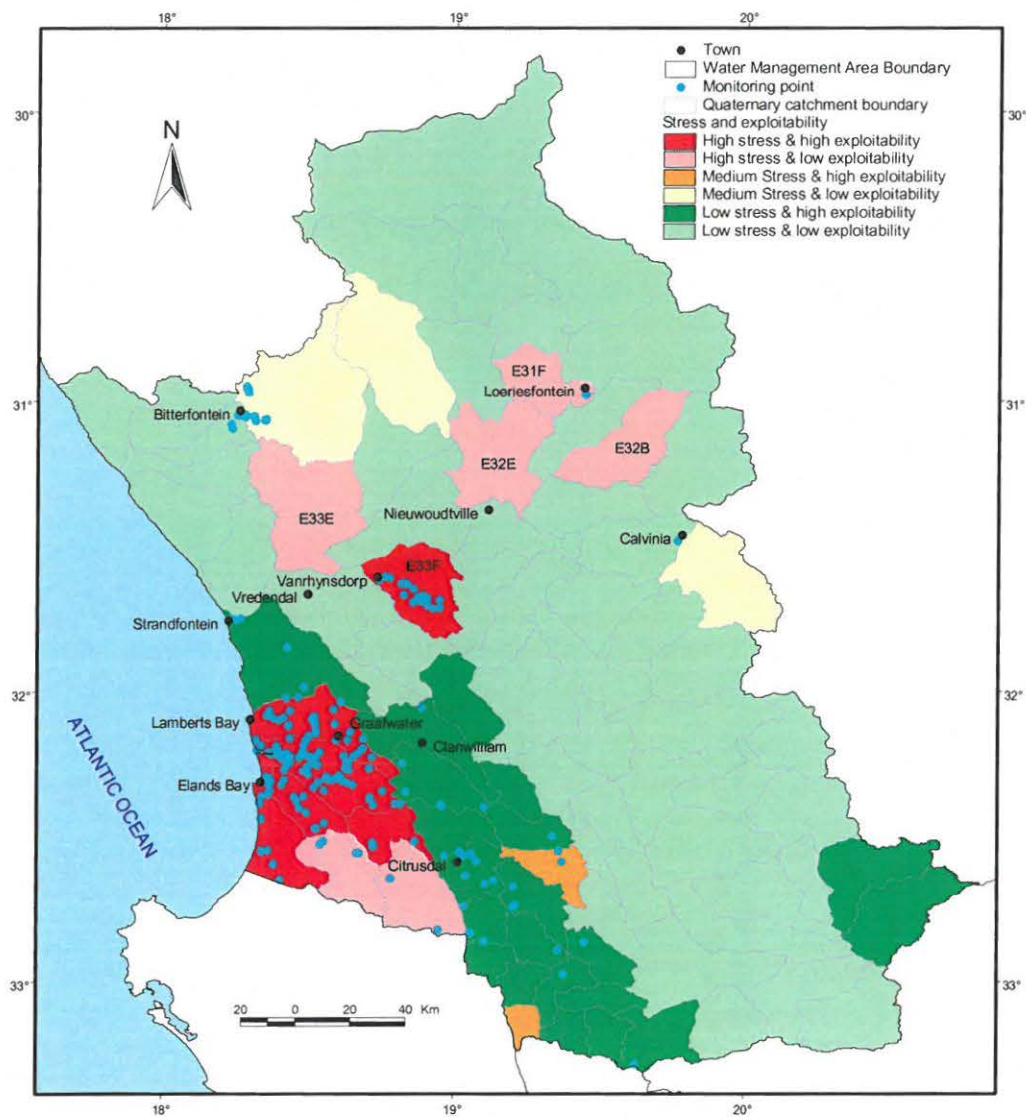 18°
19°
20°
Town
Water Management Area Boundary
Monitoring point
Quaternary catchment boundary
Stress and exploitability
High stress & high exploitability
High stress & low exploitability
Medium Stress & high exploitability
Medium Stress & low exploitability
Low stress & high exploitability
Low stress & low exploitability
30°
30°
N
E31F
Loeriesfontein
31°
31°
Bitterfontein
E32B
E32E
E33E
Nieuwoudtville
Calvinia
E33F
Vanrhynsdorp
Vredendal
Strandfontein
32°
32°
Lamberts Bay
Graafwater
Clanwilliam
ATLANTIC OCEAN
Elands Bay
Citrusdal
33°
33°
20 0 20 40 Km
18°
19°
20°